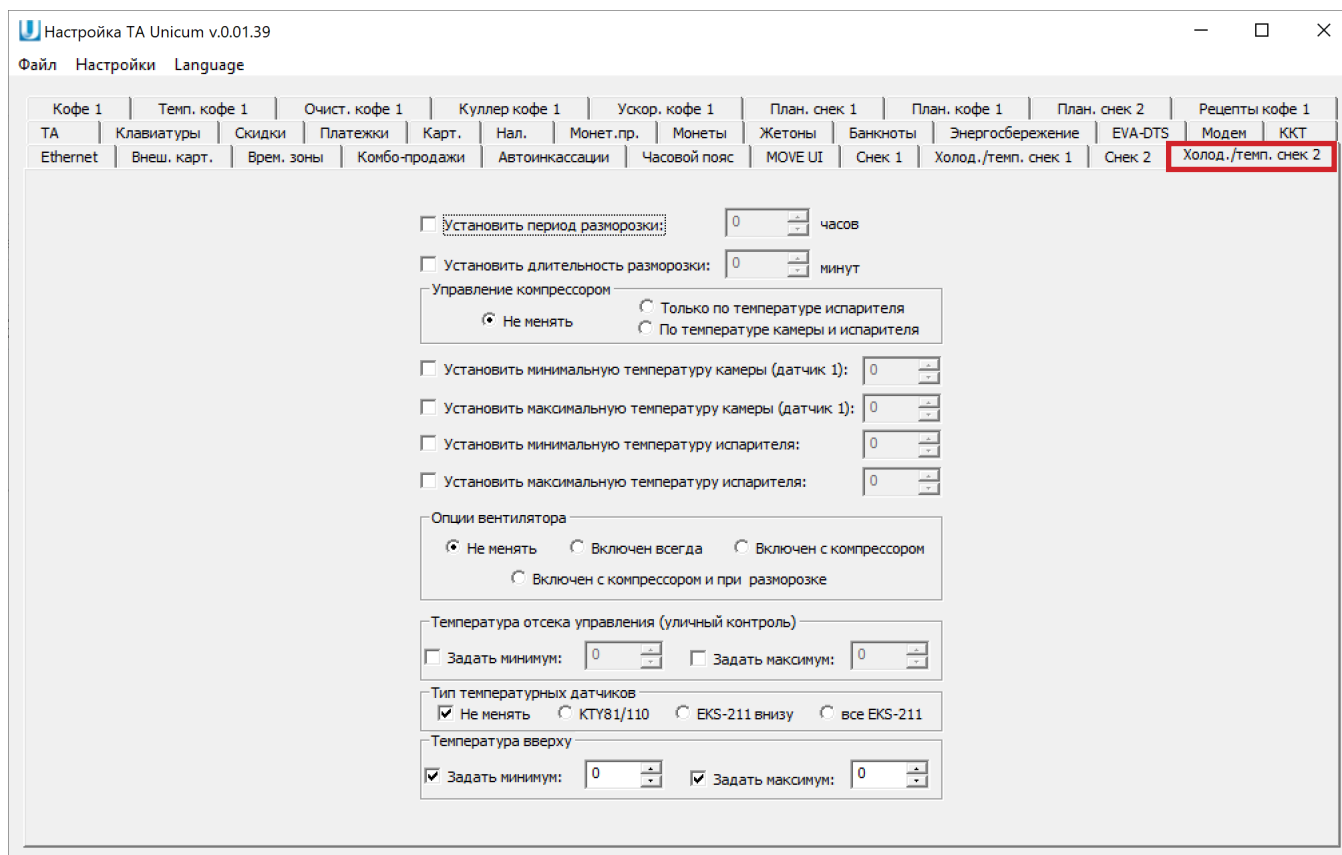 Настройка ТА Unicum v.0.01.39
Файл Настройки Language
Кофе 1 Темп. кофе 1 Очист. кофе 1 Куллер кофе 1 Ускор. кофе 1 План. снек 1 План. кофе 1 План. снек 2 Рецепты кофе 1
ТА Клавиатуры Скидки Платежки Карт. Нал. Монет.пр. Монеты Жетоны Банкноты Энергосбережение EVA-DTS Модем ККТ
Ethernet Внеш. карт. Врем. зоны Комбо-продажи Автоинкассации Часовой пояс MOVE UI Снек 1 Холод./темп. снек 1 Снек 2 Холод./темп. снек 2
Установить период разморозки: 0 часов
Установить длительность разморозки: 0 минут
Управление компрессором
Только по температуре испарителя
Не менять
По температуре камеры и испарителя
Установить минимальную температуру камеры (датчик 1): 0
Установить максимальную температуру камеры (датчик 1): 0
Установить минимальную температуру испарителя: 0
Установить максимальную температуру испарителя: 0
Опции вентилятора
Не менять Включен всегда Включен с компрессором
Включен с компрессором и при разморозке
Температура отсека управления (уличный контроль)
Задать минимум: 0 Задать максимум: 0
Тип температурных датчиков
Не менять KTY81/110 EKS-211 внизу все EKS-211
Температура вверху
Задать минимум: 0 Задать максимум: 0